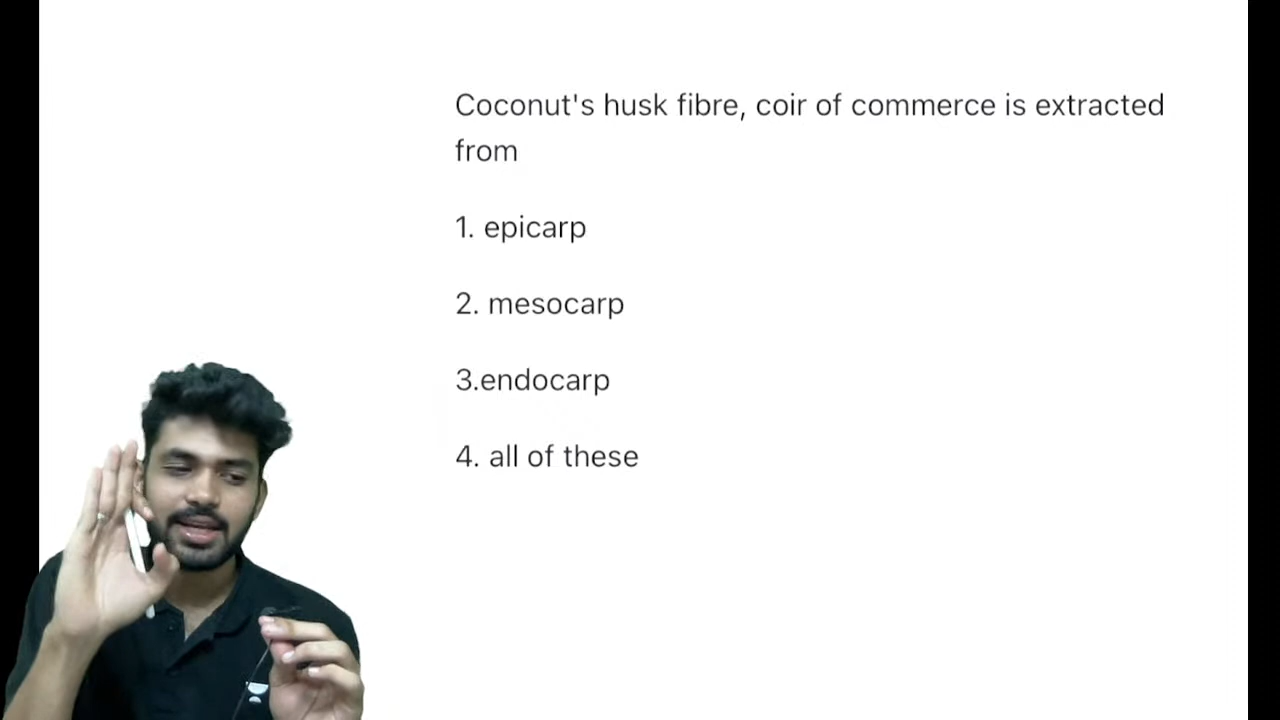 Coconut's husk fibre, coir of commerce is extracted
from
1. epicarp
2. mesocarp
3.endocarp
4. all of these